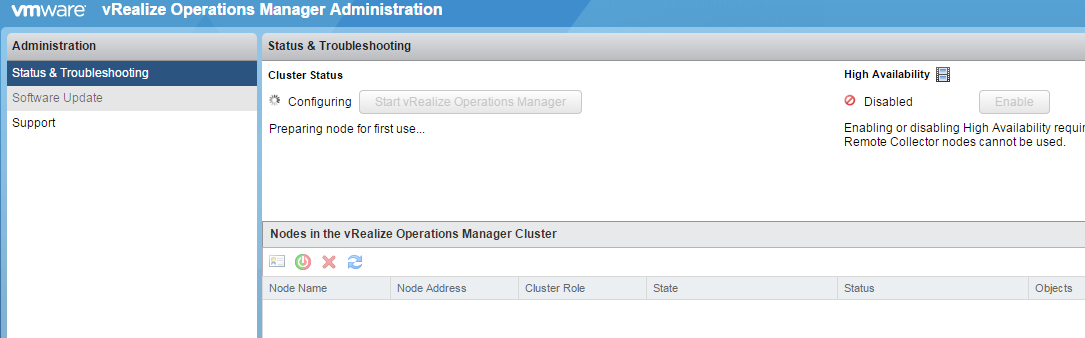 vmware vRealize Operations Manager Administration
Administration
Status & Troubleshooting
Software Update
Support
Status & Troubleshooting
Cluster Status
Configuring Start vRealize Operations Manager
Preparing node for first use...
High Availability
Disabled Enable
Enabling or disabling High Availability requi
Remote Collector nodes cannot be used.
Nodes in the vRealize Operations Manager Cluster
Node Name Node Address Cluster Role State Status Objects